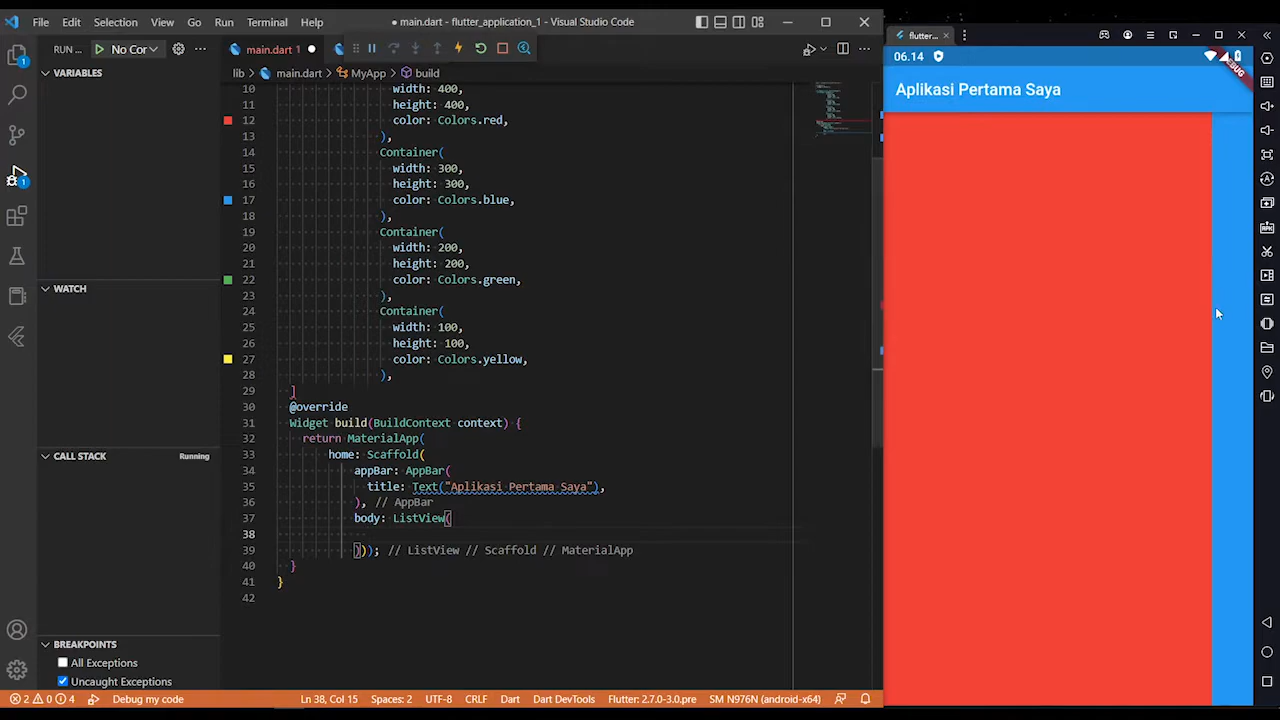 File Edit Selection View Go Run Terminal Help
● main.dart - flutter_application_1 - Visual Studio Code
RUN ... No Cor
main.dart 1
lib > main.dart > MyApp > build
VARIABLES
WATCH
CALL STACK Running
BREAKPOINTS
All Exceptions
Uncaught Exceptions
10 width: 400,
11 height: 400,
12 color: Colors.red,
13 ),
14 Container(
15 width: 300,
16 height: 300,
17 color: Colors.blue,
18 ),
19 Container(
20 width: 200,
21 height: 200,
22 color: Colors.green,
23 ),
24 Container(
25 width: 100,
26 height: 100,
27 color: Colors.yellow,
28 ),
29 ]
30 @override
31 Widget build(BuildContext context) {
32 return MaterialApp(
33 home: Scaffold(
34 appBar: AppBar(
35 title: Text("Aplikasi Pertama Saya"),
36 ), // AppBar
37 body: ListView(
38
39 ))); // ListView // Scaffold // MaterialApp
40 }
41 }
42
1
1
2 0 4 Debug my code Ln 38, Col 15 Spaces: 2 UTF-8 CRLF Dart Dart DevTools Flutter: 2.7.0-3.0.pre SM N976N (android-x64)
flutter...
06.14
DEBUG
Aplikasi Pertama Saya